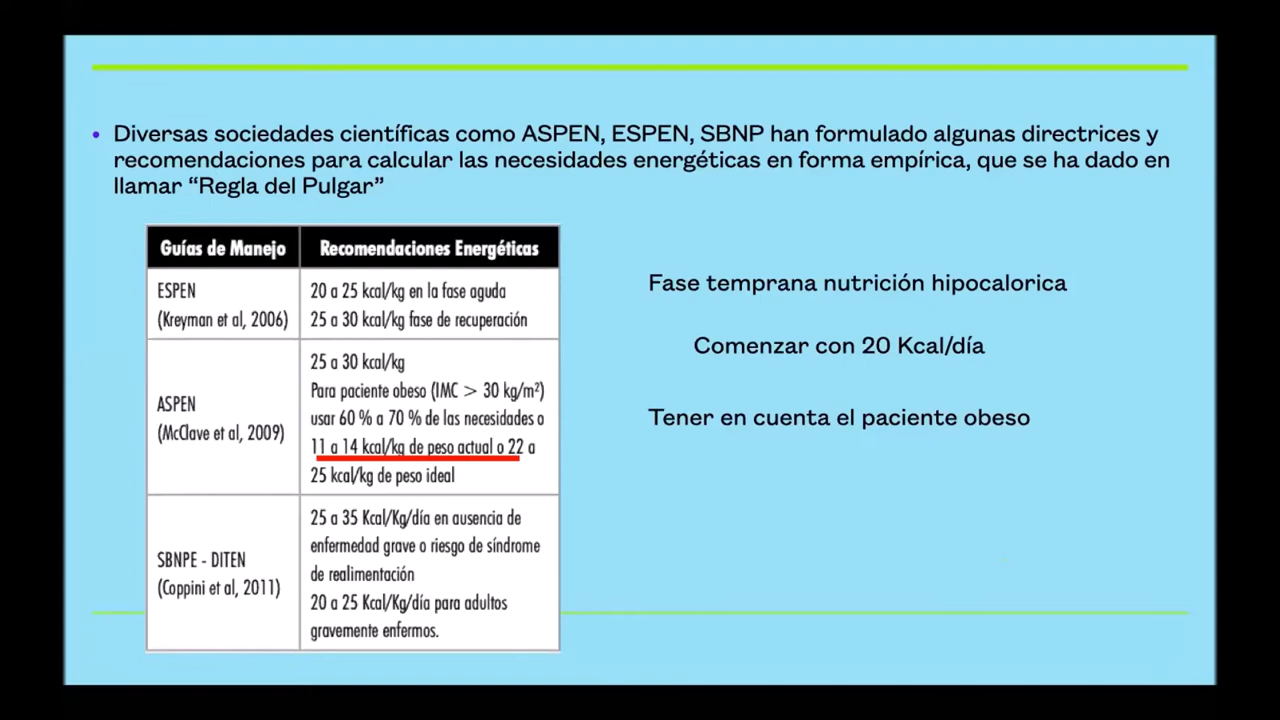 • Diversas sociedades científicas como ASPEN, ESPEN, SBNP han formulado algunas directrices y
recomendaciones para calcular las necesidades energéticas en forma empírica, que se ha dado en
llamar “Regla del Pulgar”
Guías de Manejo
Recomendaciones Energéticas
ESPEN
(Kreyman et al, 2006)
20 a 25 kcal/kg en la fase aguda
25 a 30 kcal/kg fase de recuperación
ASPEN
(McClave et al, 2009)
25 a 30 kcal/kg
Para paciente obeso (IMC > 30 kg/m²)
usar 60 % a 70 % de las necesidades o
11 a 14 kcal/kg de peso actual o 22 a
25 kcal/kg de peso ideal
SBNPE - DITEN
(Coppini et al, 2011)
25 a 35 Kcal/Kg/día en ausencia de
enfermedad grave o riesgo de síndrome
de realimentación
20 a 25 Kcal/Kg/día para adultos
gravemente enfermos.
Fase temprana nutrición hipocalorica
Comenzar con 20 Kcal/día
Tener en cuenta el paciente obeso